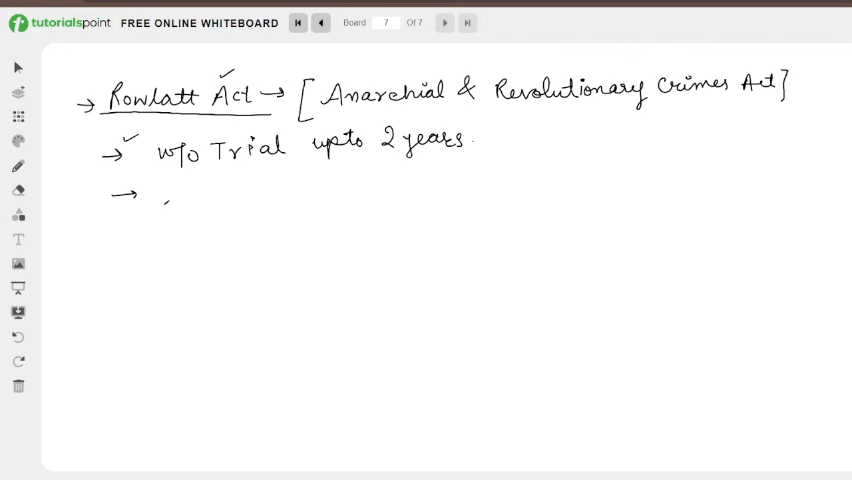 tutorialspoint FREE ONLINE WHITEBOARD Board 7 Of 7
→ Rowlatt Act → [Anarchial & Revolutionary Crimes Act]
→ w/o Trial upto 2 years.
→